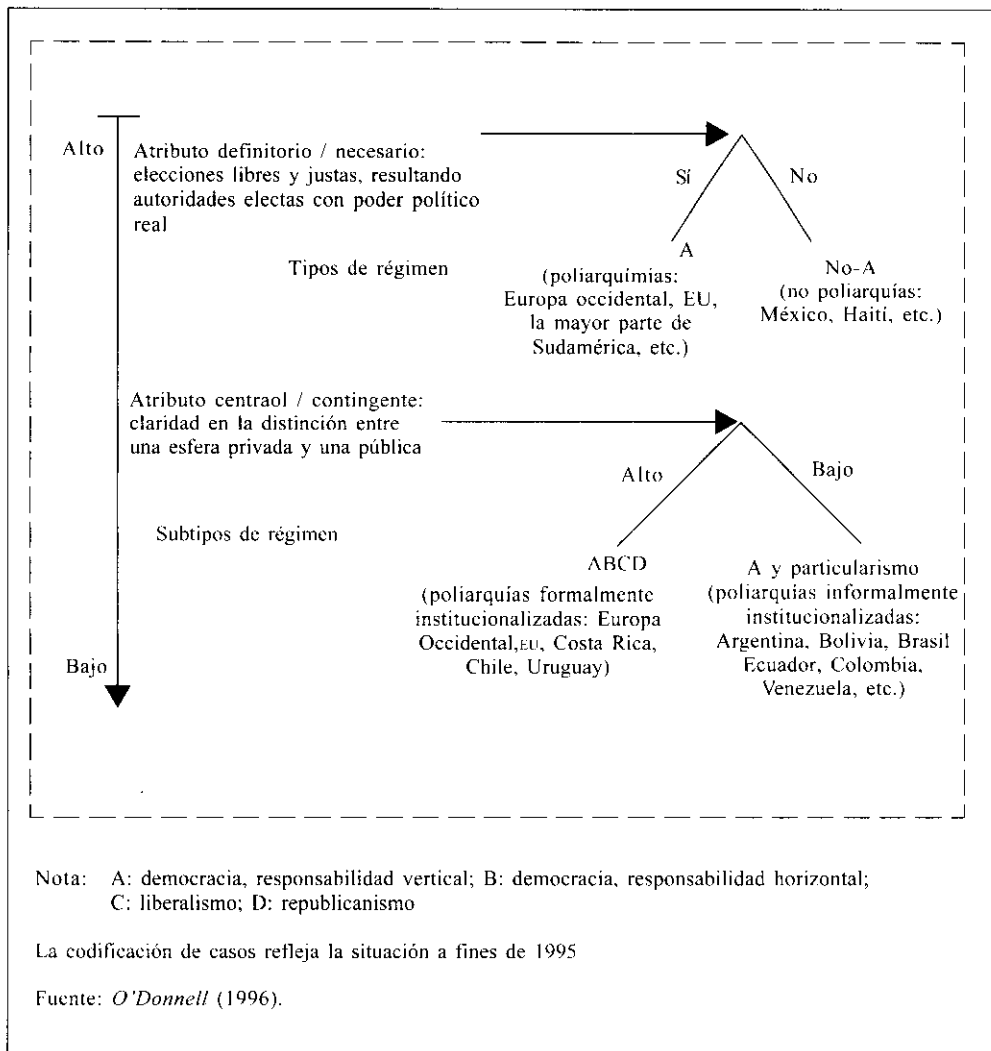 Alto
Atributo definitorio / necesario:
elecciones libres y justas, resultando
autoridades electas con poder político
real
Sí
No
Tipos de régimen
A
(poliarquímias:
Europa occidental, EU,
la mayor parte de
Sudamérica, etc.)
No-A
(no poliarquías:
México, Haití, etc.)
Atributo centraol / contingente:
claridad en la distinción entre
una esfera privada y una pública
Alto
Bajo
Subtipos de régimen
ABCD
(poliarquías formalmente
institucionalizadas: Europa
Occidental, EU, Costa Rica,
Chile, Uruguay)
A y particularismo
(poliarquías informalmente
institucionalizadas:
Argentina, Bolivia, Brasil
Ecuador, Colombia,
Venezuela, etc.)
Bajo
Nota: A: democracia, responsabilidad vertical; B: democracia, responsabilidad horizontal;
C: liberalismo; D: republicanismo
La codificación de casos refleja la situación a fines de 1995
Fuente: O'Donnell (1996).